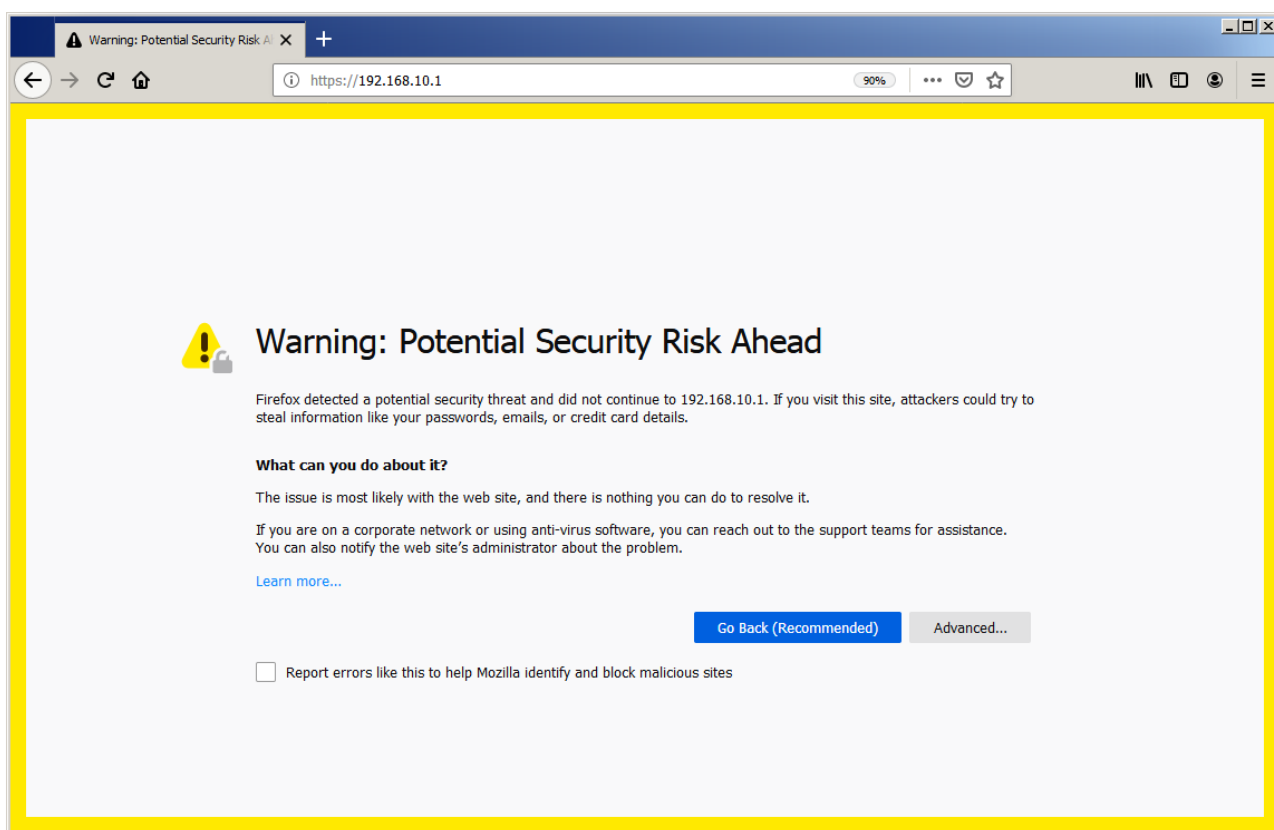 Warning: Potential Security Risk A
https://192.168.10.1
90%
Warning: Potential Security Risk Ahead
Firefox detected a potential security threat and did not continue to 192.168.10.1. If you visit this site, attackers could try to
steal information like your passwords, emails, or credit card details.
What can you do about it?
The issue is most likely with the web site, and there is nothing you can do to resolve it.
If you are on a corporate network or using anti-virus software, you can reach out to the support teams for assistance.
You can also notify the web site’s administrator about the problem.
Learn more...
Go Back (Recommended)
Advanced...
Report errors like this to help Mozilla identify and block malicious sites